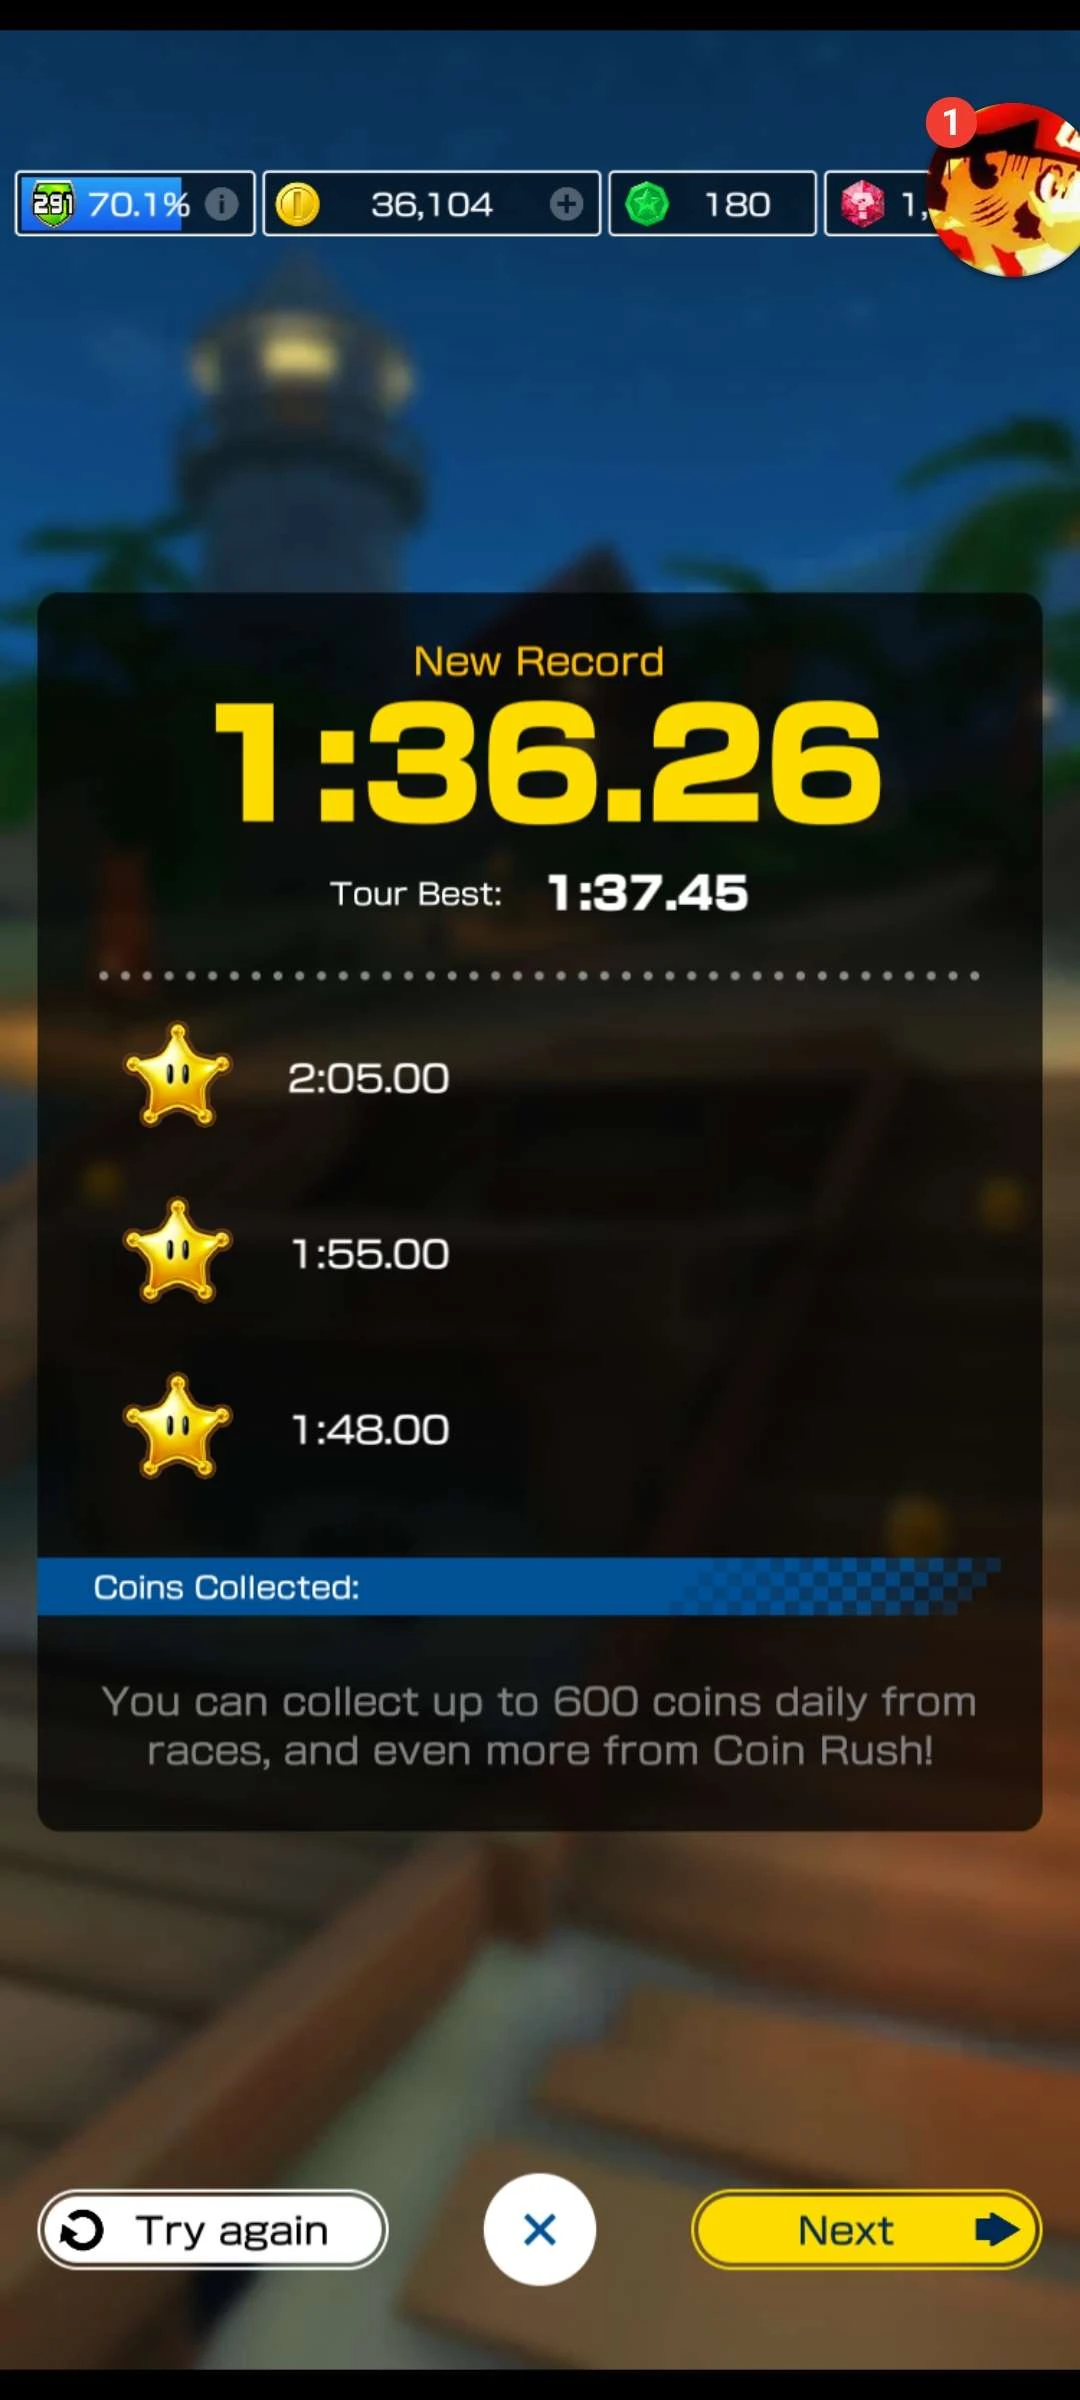 1
291 70.1% i 36,104 180 1,
New Record
1:36.26
Tour Best: 1:37.45
2:05.00
1:55.00
1:48.00
Coins Collected:
You can collect up to 600 coins daily from
races, and even more from Coin Rush!
Try again Next